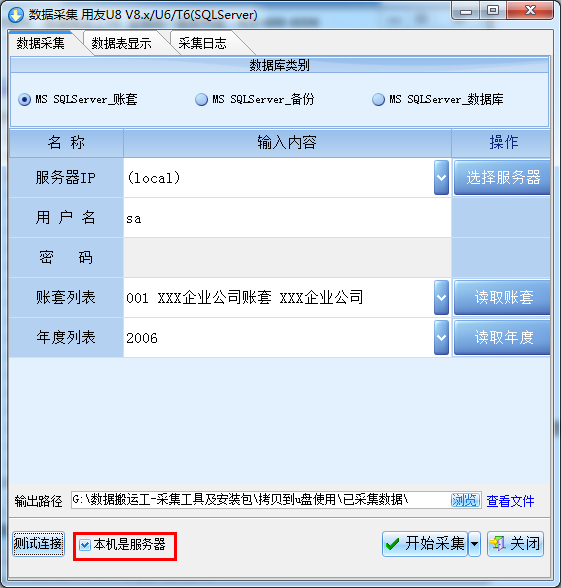 数据采集 用友U8 V8.x/U6/T6(SQLServer)
数据采集 数据表显示 采集日志
数据库类别
MS SQLServer_账套 MS SQLServer_备份 MS SQLServer_数据库
名 称 输入内容 操作
服务器IP (local) 选择服务器
用 户 名 sa
密 码
账套列表 001 XXX企业公司账套 XXX企业公司 读取账套
年度列表 2006 读取年度
输出路径 G:\数据搬运工-采集工具及安装包\拷贝到u盘使用\已采集数据\ 浏览 查看文件
测试连接 本机是服务器 开始采集 关闭